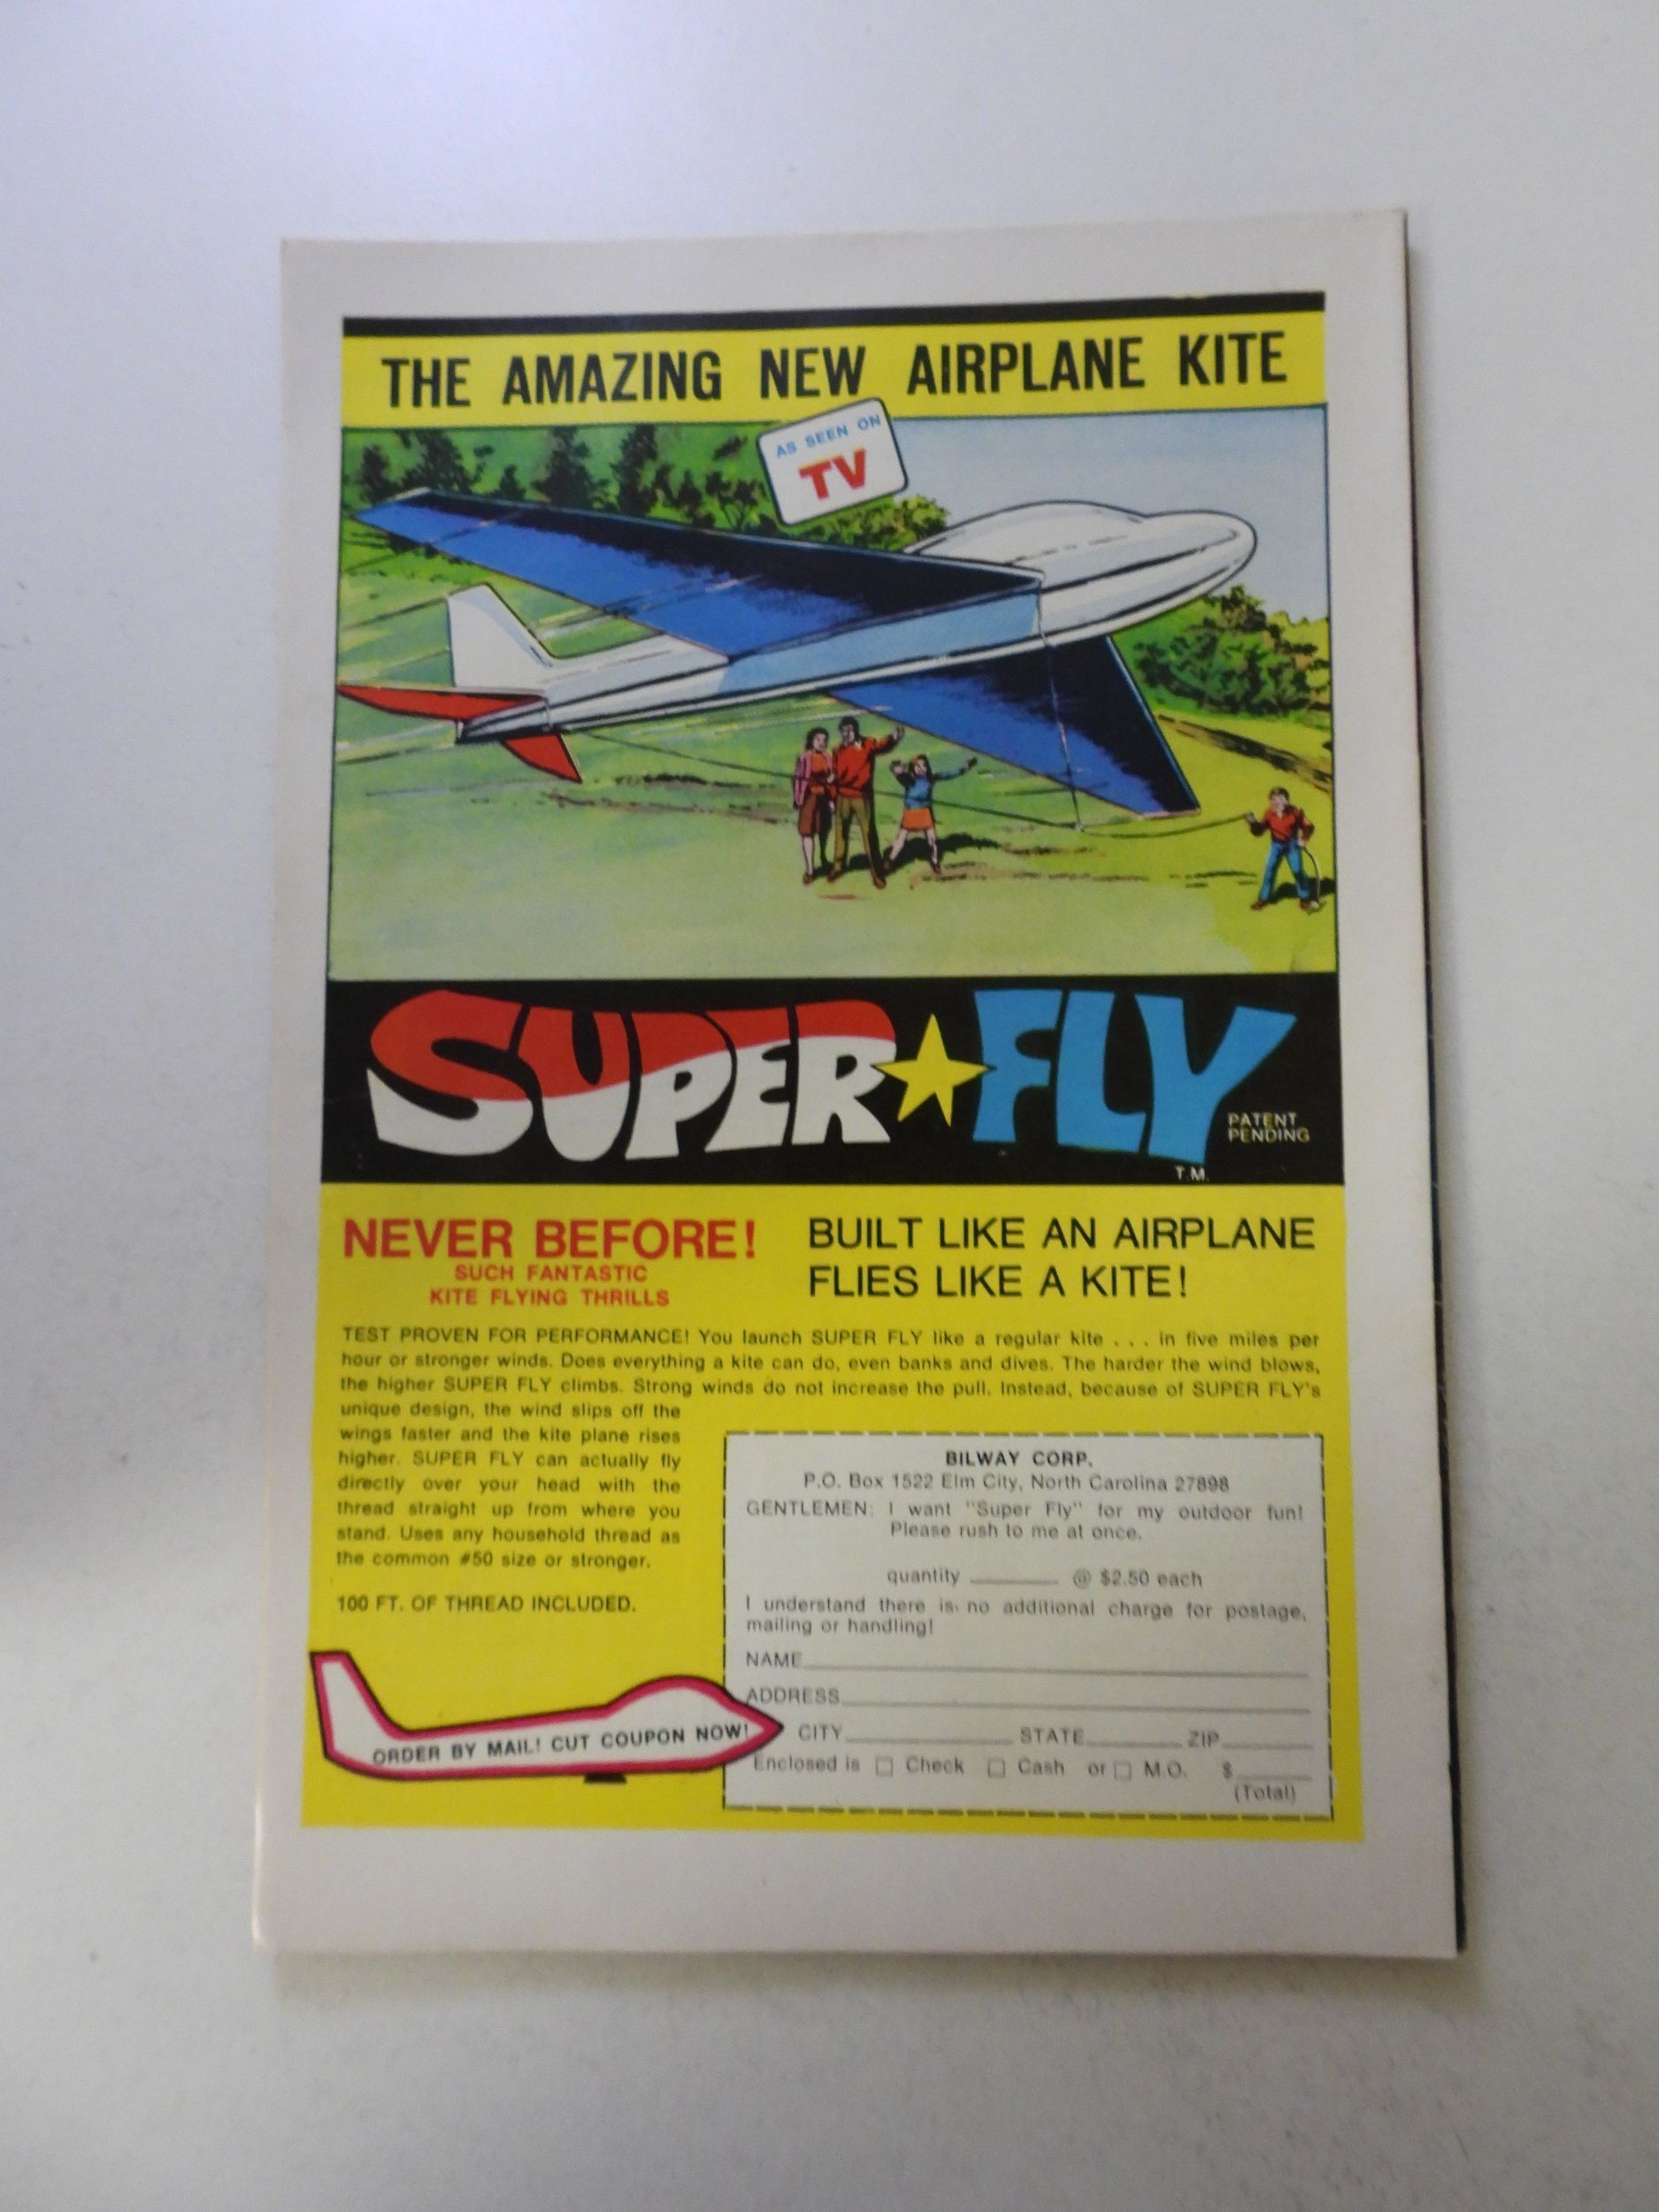 THE AMAZING NEW AIRPLANE KITE
AS SEEN ON
TV
SUPER FLY
PATENT
PENDING
T.M.
NEVER BEFORE!
SUCH FANTASTIC
KITE FLYING THRILLS
BUILT LIKE AN AIRPLANE
FLIES LIKE A KITE!
TEST PROVEN FOR PERFORMANCE! You launch SUPER FLY like a regular kite . . . in five miles per
hour or stronger winds. Does everything a kite can do, even banks and dives. The harder the wind blows,
the higher SUPER FLY climbs. Strong winds do not increase the pull. Instead, because of SUPER FLY's
unique design, the wind slips off the
wings faster and the kite plane rises
higher. SUPER FLY can actually fly
directly over your head with the
thread straight up from where you
stand. Uses any household thread as
the common #50 size or stronger.
100 FT. OF THREAD INCLUDED.
ORDER BY MAIL! CUT COUPON NOW!
BILWAY CORP.
P.O. Box 1522 Elm City, North Carolina 27898
GENTLEMEN: I want "Super Fly" for my outdoor fun!
Please rush to me at once.
quantity ______ @ $2.50 each
I understand there is no additional charge for postage,
mailing or handling!
NAME
ADDRESS
CITY STATE ZIP
Enclosed is □ Check □ Cash or □ M.O. $
(Total)